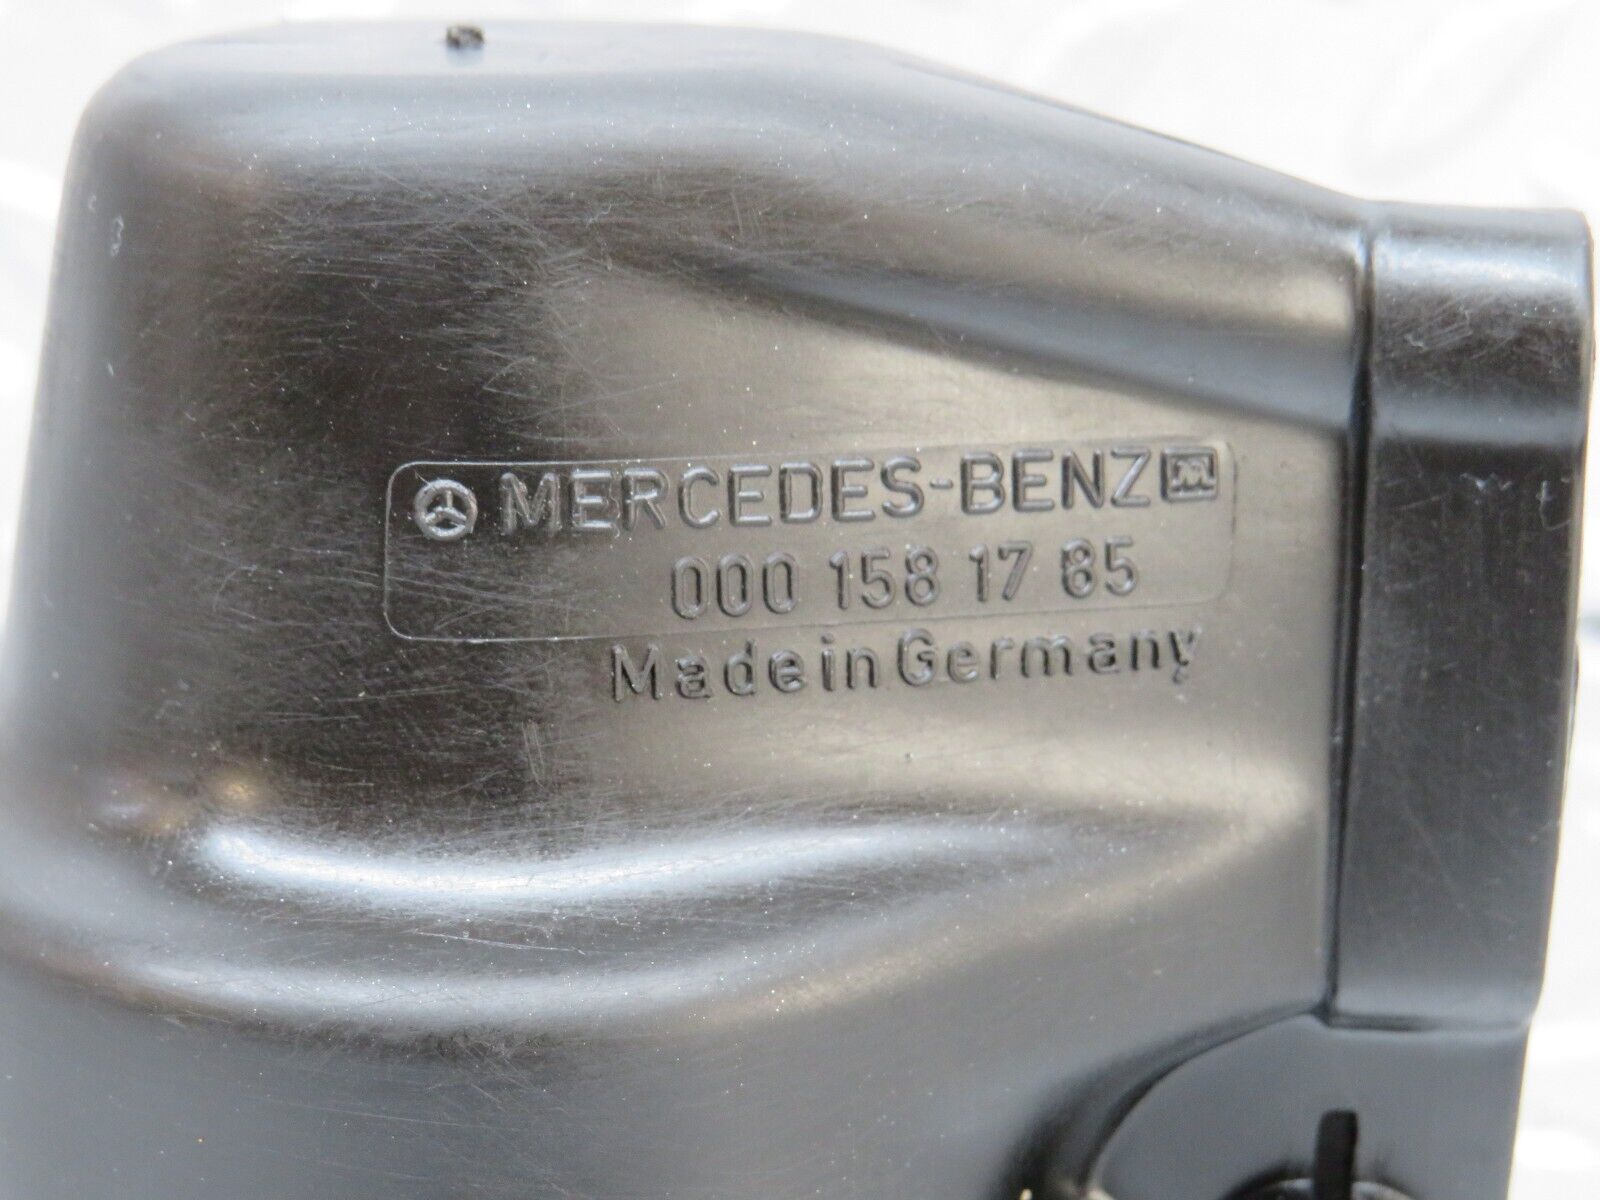 MERCEDES-BENZ
000 158 17 85
Made in Germany